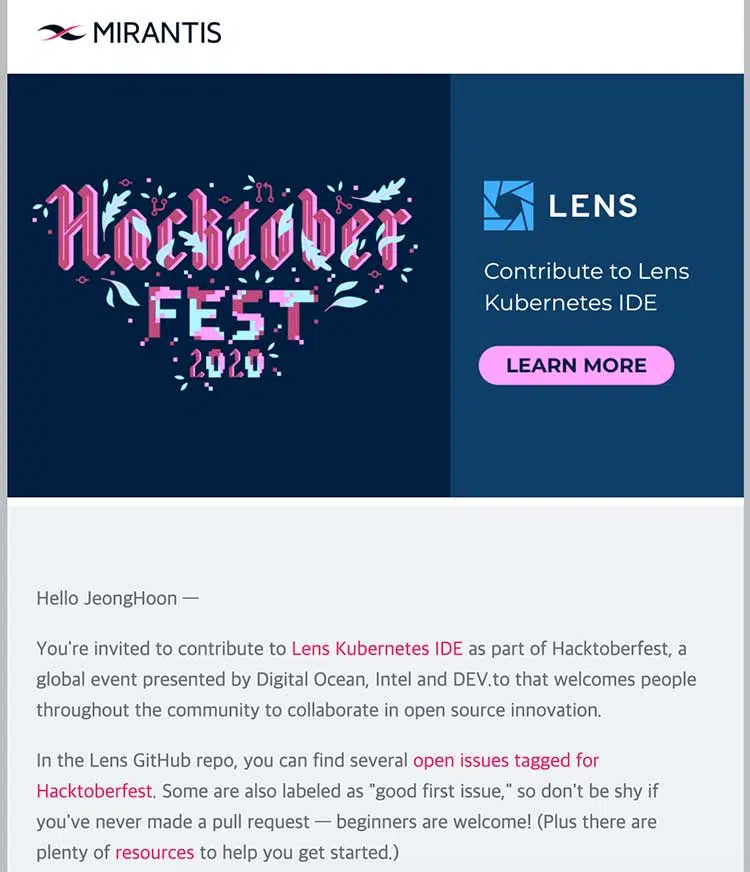 MIRANTIS
Hacktober
FEST
2020
LENS
Contribute to Lens
Kubernetes IDE
LEARN MORE
Hello JeongHoon —
You're invited to contribute to Lens Kubernetes IDE as part of Hacktoberfest, a
global event presented by Digital Ocean, Intel and DEV.to that welcomes people
throughout the community to collaborate in open source innovation.
In the Lens GitHub repo, you can find several open issues tagged for
Hacktoberfest. Some are also labeled as "good first issue," so don't be shy if
you've never made a pull request — beginners are welcome! (Plus there are
plenty of resources to help you get started.)